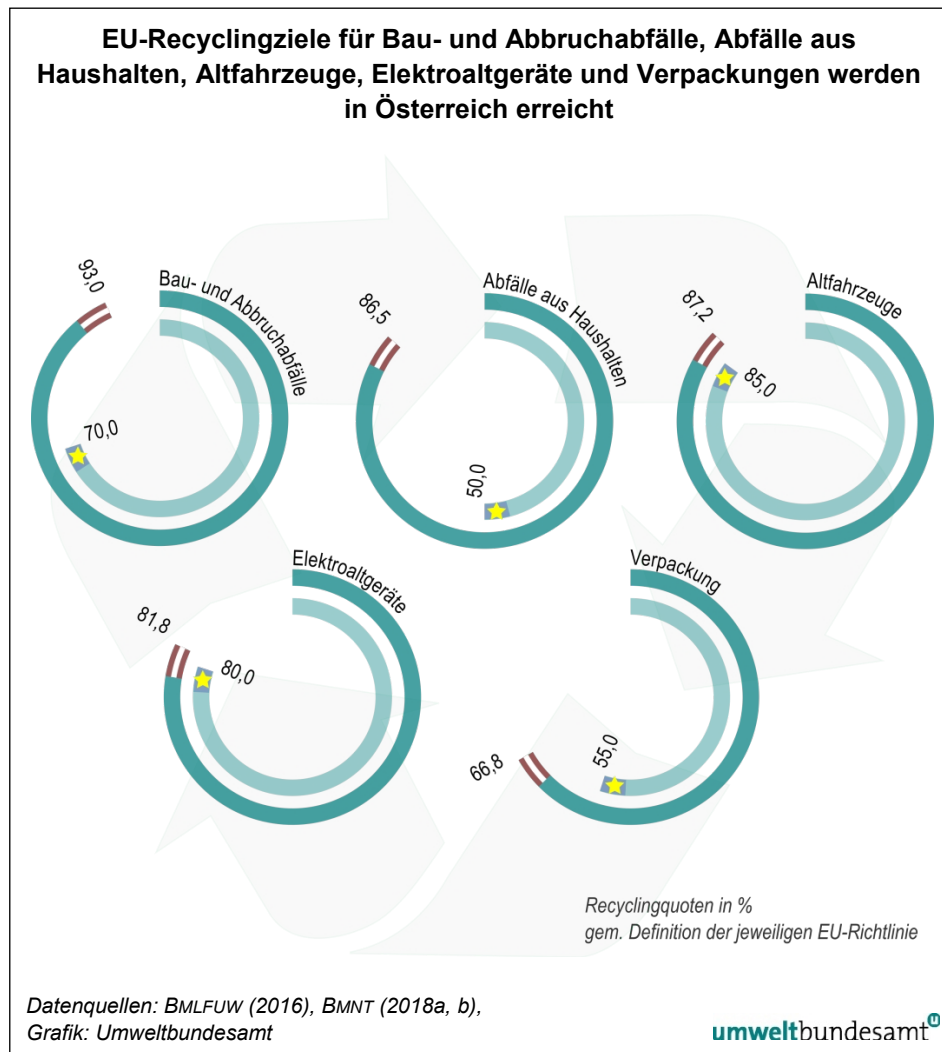 EU-Recyclingziele für Bau- und Abbruchabfälle, Abfälle aus
Haushalten, Altfahrzeuge, Elektroaltgeräte und Verpackungen werden
in Österreich erreicht
Bau- und Abbruchabfälle
93,0
70,0
Abfälle aus Haushalten
86,5
50,0
Altfahrzeuge
87,2
85,0
Elektroaltgeräte
81,8
80,0
Verpackung
66,8
55,0
Recyclingquoten in %
gem. Definition der jeweiligen EU-Richtlinie
Datenquellen: BMLFUW (2016), BMNT (2018a, b),
Grafik: Umweltbundesamt
umweltbundesamt u